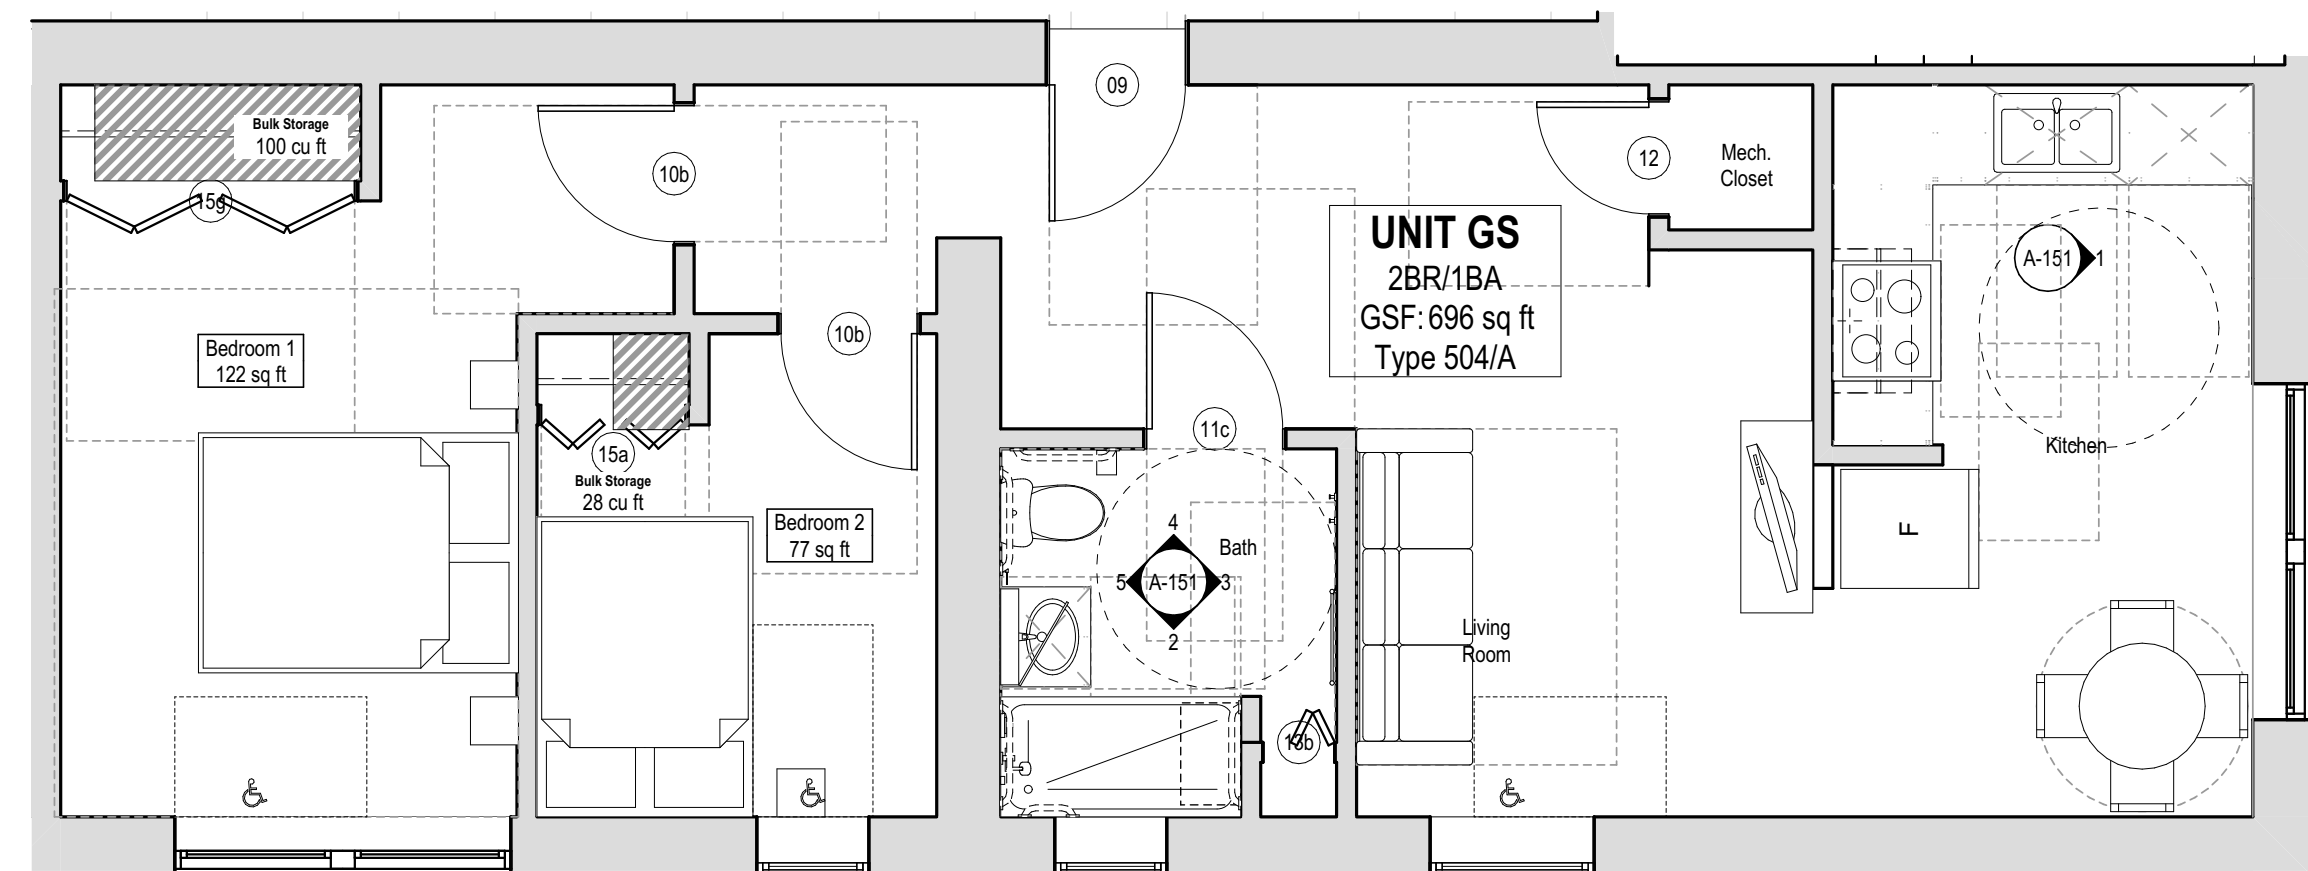 09
Bulk Storage
100 cu ft
15g
10b
12
Mech.
Closet
UNIT GS
2BR/1BA
GSF: 696 sq ft
Type 504/A
A-151
1
Bedroom 1
122 sq ft
10b
11c
Kitchen
15a
Bulk Storage
28 cu ft
Bedroom 2
77 sq ft
4
Bath
5
A-151
3
2
F
Living
Room
13b